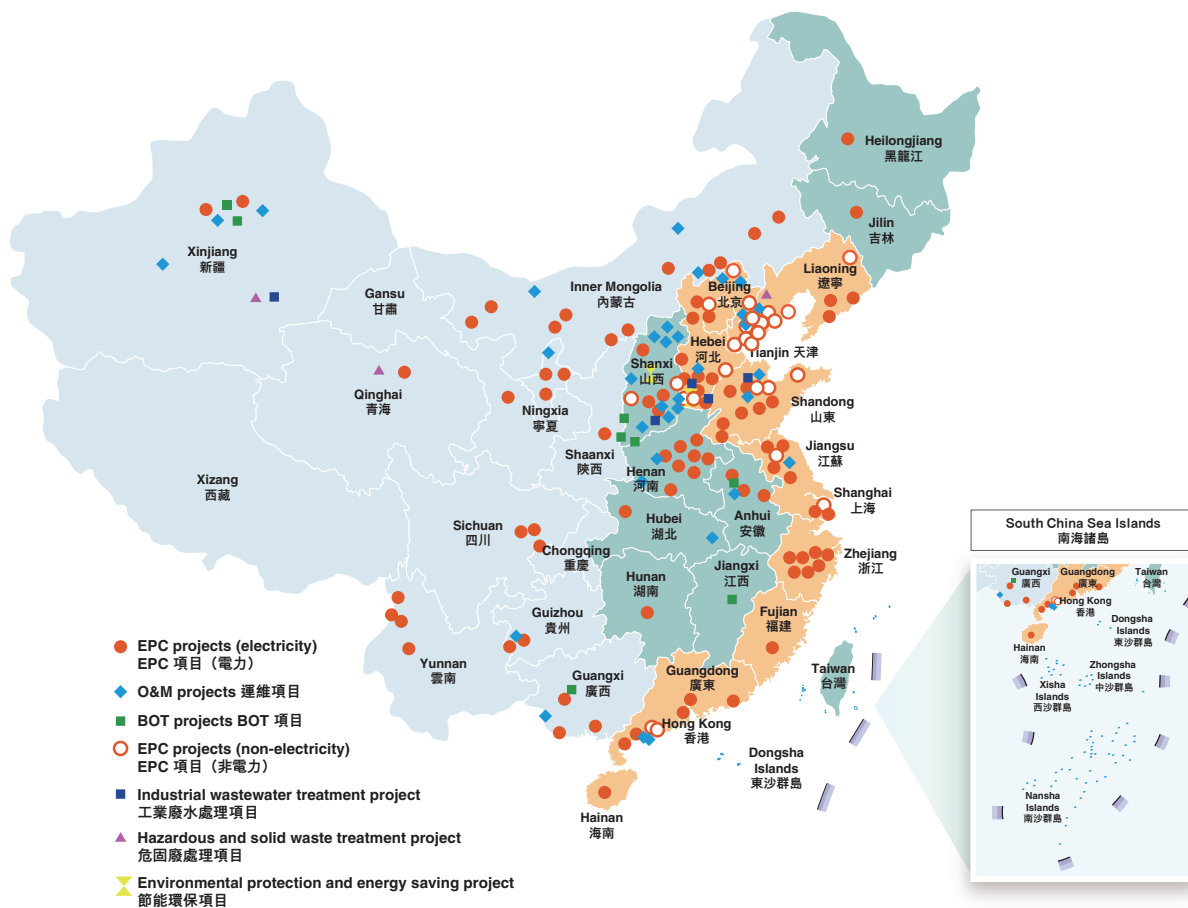 Heilongjiang
黑龍江
Jilin
吉林
Liaoning
遼寧
Xinjiang
新疆
Gansu
甘肅
Inner Mongolia
內蒙古
Beijing
北京
Hebei
河北
Tianjin 天津
Shanxi
山西
Qinghai
青海
Ningxia
寧夏
Shandong
山東
Shaanxi
陝西
Jiangsu
江蘇
Henan
河南
Xizang
西藏
Shanghai
上海
Anhui
安徽
Hubei
湖北
Sichuan
四川
Chongqing
重慶
Zhejiang
浙江
Hunan
湖南
Jiangxi
江西
Guizhou
貴州
Fujian
福建
Yunnan
雲南
Guangxi
廣西
Guangdong
廣東
Taiwan
台灣
Hong Kong
香港
Dongsha
Islands
東沙群島
Hainan
海南
EPC projects (electricity)
EPC 項目（電力）
O&M projects 運維項目
BOT projects BOT 項目
EPC projects (non-electricity)
EPC 項目（非電力）
Industrial wastewater treatment project
工業廢水處理項目
Hazardous and solid waste treatment project
危固廢處理項目
Environmental protection and energy saving project
節能環保項目
South China Sea Islands
南海諸島
Guangxi
廣西
Guangdong
廣東
Taiwan
台灣
Hong Kong
香港
Dongsha
Islands
東沙群島
Hainan
海南
Zhongsha
Islands
中沙群島
Xisha
Islands
西沙群島
Nansha
Islands
南沙群島